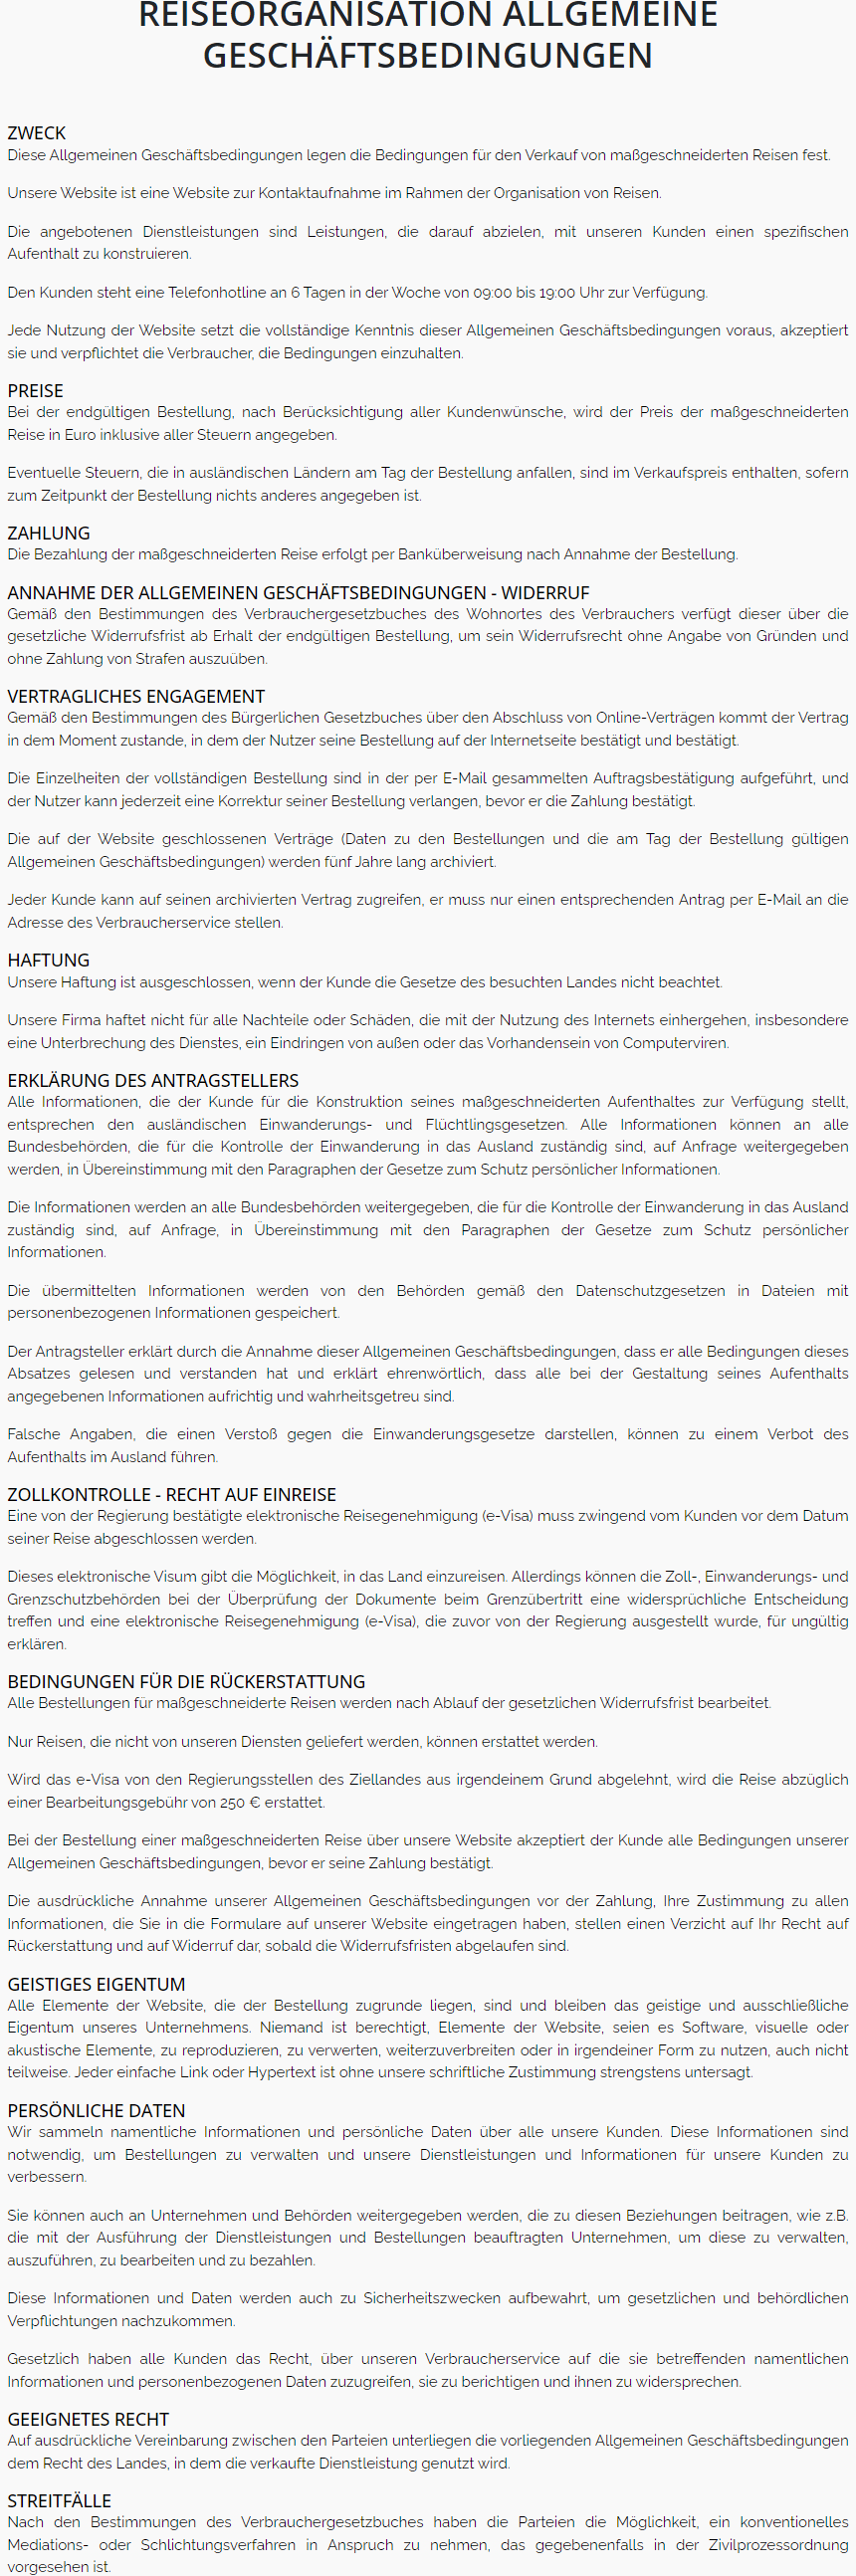 REISEORGANISATION ALLGEMEINE
GESCHÄFTSBEDINGUNGEN
ZWECK
Diese Allgemeinen Geschäftsbedingungen legen die Bedingungen für den Verkauf von maßgeschneiderten Reisen fest.
Unsere Website ist eine Website zur Kontaktaufnahme im Rahmen der Organisation von Reisen.
Die angebotenen Dienstleistungen sind Leistungen, die darauf abzielen, mit unseren Kunden einen spezifischen
Aufenthalt zu konstruieren.
Den Kunden steht eine Telefonhotline an 6 Tagen in der Woche von 09:00 bis 19:00 Uhr zur Verfügung.
Jede Nutzung der Website setzt die vollständige Kenntnis dieser Allgemeinen Geschäftsbedingungen voraus, akzeptiert
sie und verpflichtet die Verbraucher, die Bedingungen einzuhalten.
PREISE
Bei der endgültigen Bestellung, nach Berücksichtigung aller Kundenwünsche, wird der Preis der maßgeschneiderten
Reise in Euro inklusive aller Steuern angegeben.
Eventuelle Steuern, die in ausländischen Ländern am Tag der Bestellung anfallen, sind im Verkaufspreis enthalten, sofern
zum Zeitpunkt der Bestellung nichts anderes angegeben ist.
ZAHLUNG
Die Bezahlung der maßgeschneiderten Reise erfolgt per Banküberweisung nach Annahme der Bestellung.
ANNAHME DER ALLGEMEINEN GESCHÄFTSBEDINGUNGEN - WIDERRUF
Gemäß den Bestimmungen des Verbrauchergesetzbuches des Wohnortes des Verbrauchers verfügt dieser über die
gesetzliche Widerrufsfrist ab Erhalt der endgültigen Bestellung, um sein Widerrufsrecht ohne Angabe von Gründen und
ohne Zahlung von Strafen auszuüben.
VERTRAGLICHES ENGAGEMENT
Gemäß den Bestimmungen des Bürgerlichen Gesetzbuches über den Abschluss von Online-Verträgen kommt der Vertrag
in dem Moment zustande, in dem der Nutzer seine Bestellung auf der Internetseite bestätigt und bestätigt.
Die Einzelheiten der vollständigen Bestellung sind in der per E-Mail gesammelten Auftragsbestätigung aufgeführt, und
der Nutzer kann jederzeit eine Korrektur seiner Bestellung verlangen, bevor er die Zahlung bestätigt.
Die auf der Website geschlossenen Verträge (Daten zu den Bestellungen und die am Tag der Bestellung gültigen
Allgemeinen Geschäftsbedingungen) werden fünf Jahre lang archiviert.
Jeder Kunde kann auf seinen archivierten Vertrag zugreifen, er muss nur einen entsprechenden Antrag per E-Mail an die
Adresse des Verbraucherservice stellen.
HAFTUNG
Unsere Haftung ist ausgeschlossen, wenn der Kunde die Gesetze des besuchten Landes nicht beachtet.
Unsere Firma haftet nicht für alle Nachteile oder Schäden, die mit der Nutzung des Internets einhergehen, insbesondere
eine Unterbrechung des Dienstes, ein Eindringen von außen oder das Vorhandensein von Computerviren.
ERKLÄRUNG DES ANTRAGSTELLERS
Alle Informationen, die der Kunde für die Konstruktion seines maßgeschneiderten Aufenthaltes zur Verfügung stellt,
entsprechen den ausländischen Einwanderungs- und Flüchtlingsgesetzen. Alle Informationen können an alle
Bundesbehörden, die für die Kontrolle der Einwanderung in das Ausland zuständig sind, auf Anfrage weitergegeben
werden, in Übereinstimmung mit den Paragraphen der Gesetze zum Schutz persönlicher Informationen.
Die Informationen werden an alle Bundesbehörden weitergegeben, die für die Kontrolle der Einwanderung in das Ausland
zuständig sind, auf Anfrage, in Übereinstimmung mit den Paragraphen der Gesetze zum Schutz persönlicher
Informationen.
Die übermittelten Informationen werden von den Behörden gemäß den Datenschutzgesetzen in Dateien mit
personenbezogenen Informationen gespeichert.
Der Antragsteller erklärt durch die Annahme dieser Allgemeinen Geschäftsbedingungen, dass er alle Bedingungen dieses
Absatzes gelesen und verstanden hat und erklärt ehrenwörtlich, dass alle bei der Gestaltung seines Aufenthalts
angegebenen Informationen aufrichtig und wahrheitsgetreu sind.
Falsche Angaben, die einen Verstoß gegen die Einwanderungsgesetze darstellen, können zu einem Verbot des
Aufenthalts im Ausland führen.
ZOLLKONTROLLE - RECHT AUF EINREISE
Eine von der Regierung bestätigte elektronische Reisegenehmigung (e-Visa) muss zwingend vom Kunden vor dem Datum
seiner Reise abgeschlossen werden.
Dieses elektronische Visum gibt die Möglichkeit, in das Land einzureisen. Allerdings können die Zoll-, Einwanderungs- und
Grenzschutzbehörden bei der Überprüfung der Dokumente beim Grenzübertritt eine widersprüchliche Entscheidung
treffen und eine elektronische Reisegenehmigung (e-Visa), die zuvor von der Regierung ausgestellt wurde, für ungültig
erklären.
BEDINGUNGEN FÜR DIE RÜCKERSTATTUNG
Alle Bestellungen für maßgeschneiderte Reisen werden nach Ablauf der gesetzlichen Widerrufsfrist bearbeitet.
Nur Reisen, die nicht von unseren Diensten geliefert werden, können erstattet werden.
Wird das e-Visa von den Regierungsstellen des Ziellandes aus irgendeinem Grund abgelehnt, wird die Reise abzüglich
einer Bearbeitungsgebühr von 250 € erstattet.
Bei der Bestellung einer maßgeschneiderten Reise über unsere Website akzeptiert der Kunde alle Bedingungen unserer
Allgemeinen Geschäftsbedingungen, bevor er seine Zahlung bestätigt.
Die ausdrückliche Annahme unserer Allgemeinen Geschäftsbedingungen vor der Zahlung, Ihre Zustimmung zu allen
Informationen, die Sie in die Formulare auf unserer Website eingetragen haben, stellen einen Verzicht auf Ihr Recht auf
Rückerstattung und auf Widerruf dar, sobald die Widerrufsfristen abgelaufen sind.
GEISTIGES EIGENTUM
Alle Elemente der Website, die der Bestellung zugrunde liegen, sind und bleiben das geistige und ausschließliche
Eigentum unseres Unternehmens. Niemand ist berechtigt, Elemente der Website, seien es Software, visuelle oder
akustische Elemente, zu reproduzieren, zu verwerten, weiterzuverbreiten oder in irgendeiner Form zu nutzen, auch nicht
teilweise. Jeder einfache Link oder Hypertext ist ohne unsere schriftliche Zustimmung strengstens untersagt.
PERSÖNLICHE DATEN
Wir sammeln namentliche Informationen und persönliche Daten über alle unsere Kunden. Diese Informationen sind
notwendig, um Bestellungen zu verwalten und unsere Dienstleistungen und Informationen für unsere Kunden zu
verbessern.
Sie können auch an Unternehmen und Behörden weitergegeben werden, die zu diesen Beziehungen beitragen, wie z.B.
die mit der Ausführung der Dienstleistungen und Bestellungen beauftragten Unternehmen, um diese zu verwalten,
auszuführen, zu bearbeiten und zu bezahlen.
Diese Informationen und Daten werden auch zu Sicherheitszwecken aufbewahrt, um gesetzlichen und behördlichen
Verpflichtungen nachzukommen.
Gesetzlich haben alle Kunden das Recht, über unseren Verbraucherservice auf die sie betreffenden namentlichen
Informationen und personenbezogenen Daten zuzugreifen, sie zu berichtigen und ihnen zu widersprechen.
GEEIGNETES RECHT
Auf ausdrückliche Vereinbarung zwischen den Parteien unterliegen die vorliegenden Allgemeinen Geschäftsbedingungen
dem Recht des Landes, in dem die verkaufte Dienstleistung genutzt wird.
STREITFÄLLE
Nach den Bestimmungen des Verbrauchergesetzbuches haben die Parteien die Möglichkeit, ein konventionelles
Mediations- oder Schlichtungsverfahren in Anspruch zu nehmen, das gegebenenfalls in der Zivilprozessordnung
vorgesehen ist.